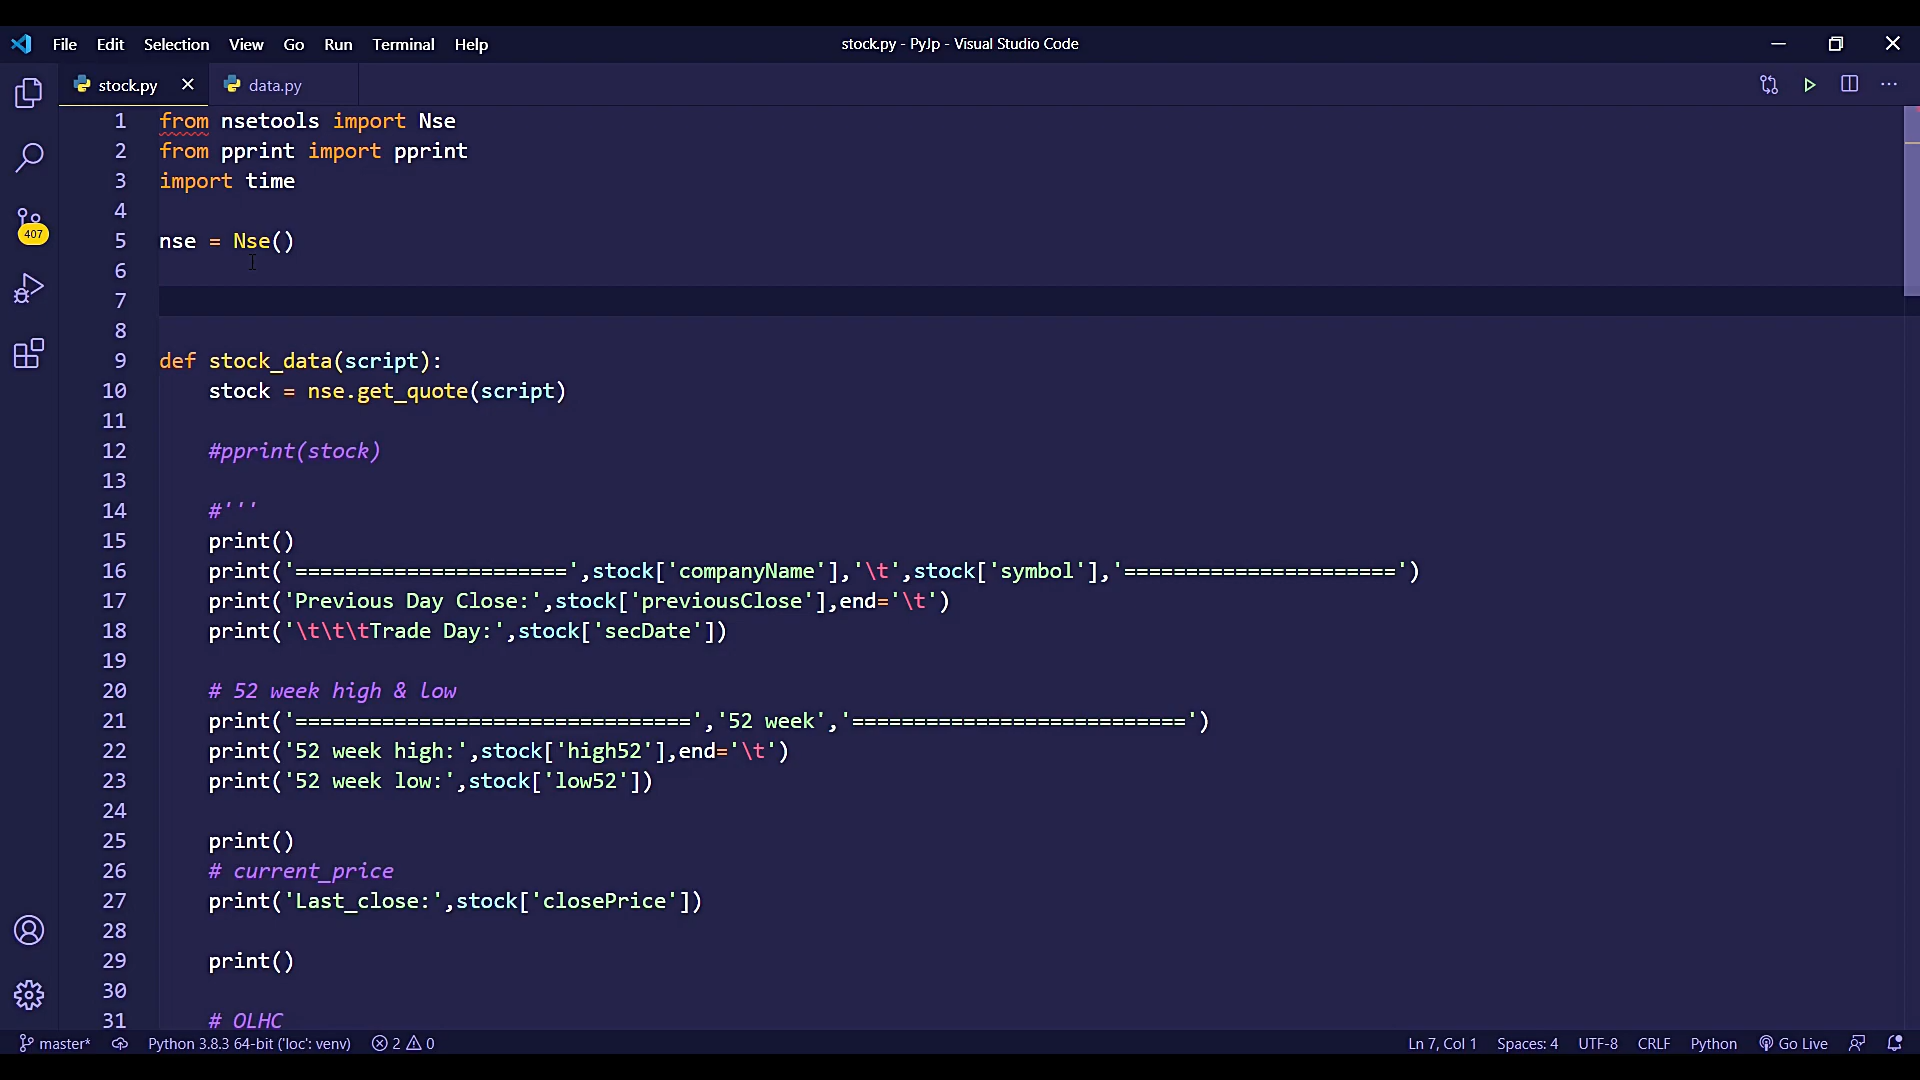 File Edit Selection View Go Run Terminal Help stock.py - PyJp - Visual Studio Code
stock.py data.py
1 from nsetools import Nse
2 from pprint import pprint
3 import time
4
5 nse = Nse()
6
7
8
9 def stock_data(script):
10 stock = nse.get_quote(script)
11
12 #pprint(stock)
13
14 #'''
15 print()
16 print('======================',stock['companyName'],'\t',stock['symbol'],'======================')
17 print('Previous Day Close:',stock['previousClose'],end='\t')
18 print('\t\t\tTrade Day:',stock['secDate'])
19
20 # 52 week high & low
21 print('================================','52 week','===========================')
22 print('52 week high:',stock['high52'],end='\t')
23 print('52 week low:',stock['low52'])
24
25 print()
26 # current_price
27 print('Last_close:',stock['closePrice'])
28
29 print()
30
31 # OLHC
407
master* Python 3.8.3 64-bit ('loc': venv) 2 0 Ln 7, Col 1 Spaces: 4 UTF-8 CRLF Python Go Live